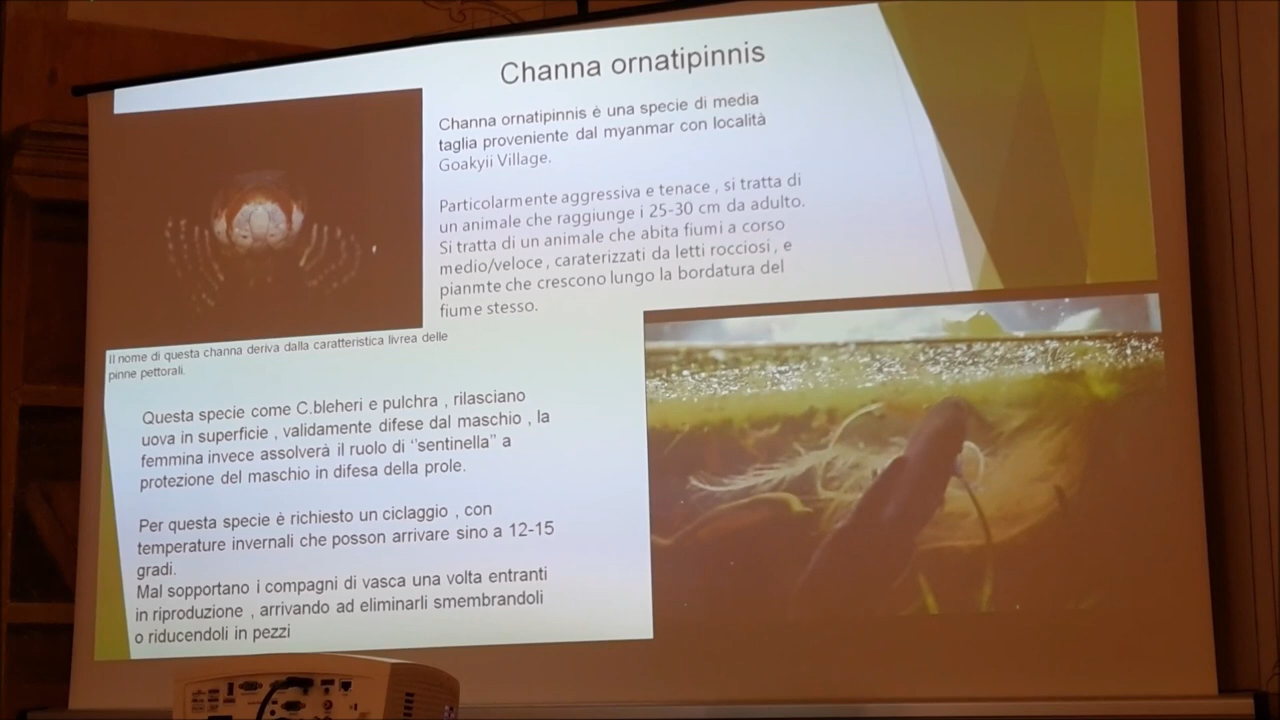 Channa ornatipinnis
Channa ornatipinnis è una specie di media
taglia proveniente dal myanmar con località
Goakyii Village.
Particolarmente aggressiva e tenace , si tratta di
un animale che raggiunge i 25-30 cm da adulto.
Si tratta di un animale che abita fiumi a corso
medio/veloce , caraterizzati da letti rocciosi , e
pianmte che crescono lungo la bordatura del
fiume stesso.
Il nome di questa channa deriva dalla caratteristica livrea delle
pinne pettorali.
Questa specie come C.bleheri e pulchra , rilasciano
uova in superficie , validamente difese dal maschio , la
femmina invece assolverà il ruolo di ‘'sentinella’' a
protezione del maschio in difesa della prole.
Per questa specie è richiesto un ciclaggio , con
temperature invernali che posson arrivare sino a 12-15
gradi.
Mal sopportano i compagni di vasca una volta entranti
in riproduzione , arrivando ad eliminarli smembrandoli
o riducendoli in pezzi